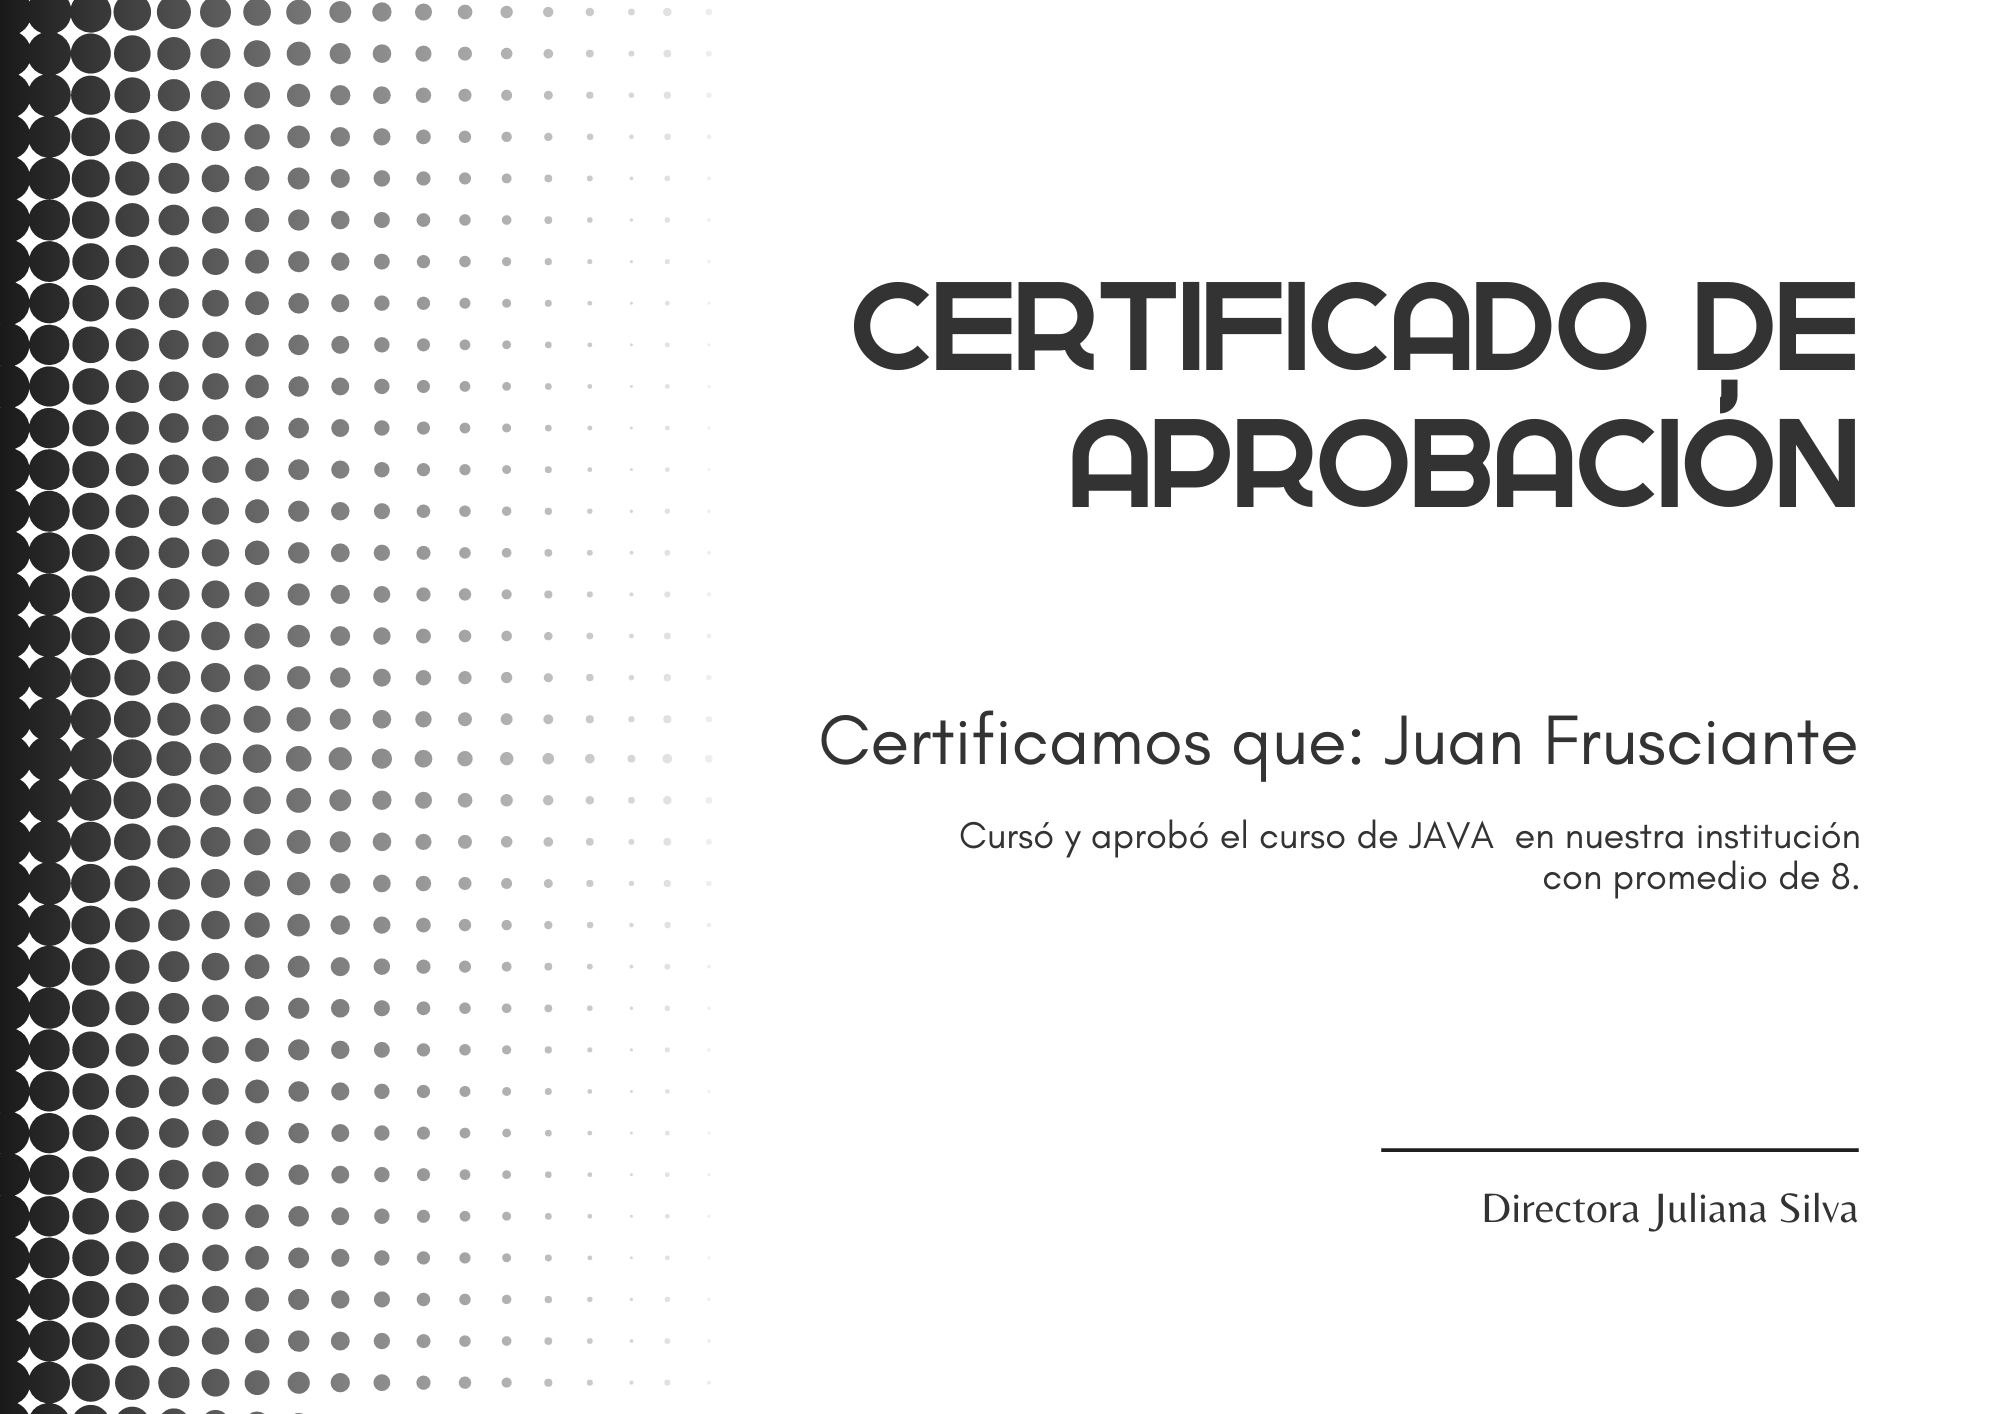 CERTIFICADO DE
APROBACIÓN
Certificamos que: Juan Frusciante
Cursó y aprobó el curso de JAVA  en nuestra institución
con promedio de 8.
Directora Juliana Silva